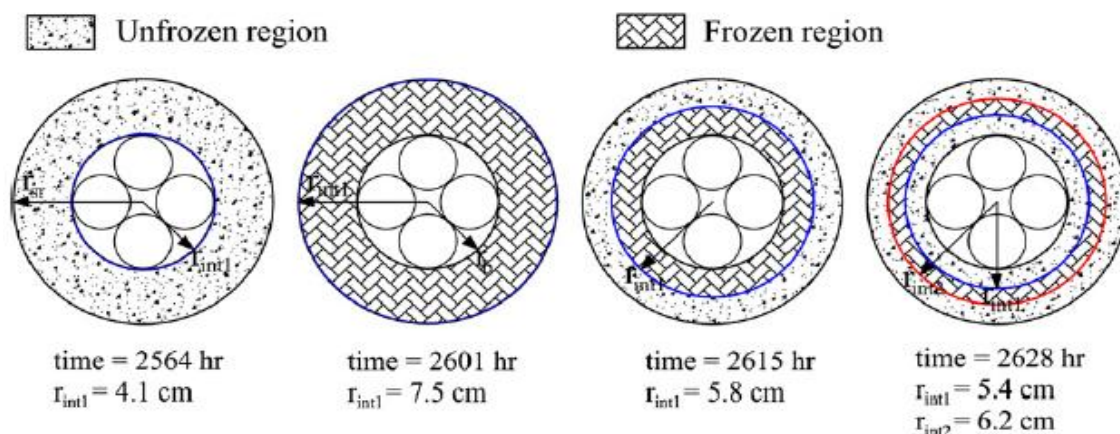 Unfrozen region
Frozen region
r_sf
r_int1
r_int1
r_int1
r_int2
r_int1
time = 2564 hr
r_int1 = 4.1 cm
time = 2601 hr
r_int1 = 7.5 cm
time = 2615 hr
r_int1 = 5.8 cm
time = 2628 hr
r_int1 = 5.4 cm
r_int2 = 6.2 cm